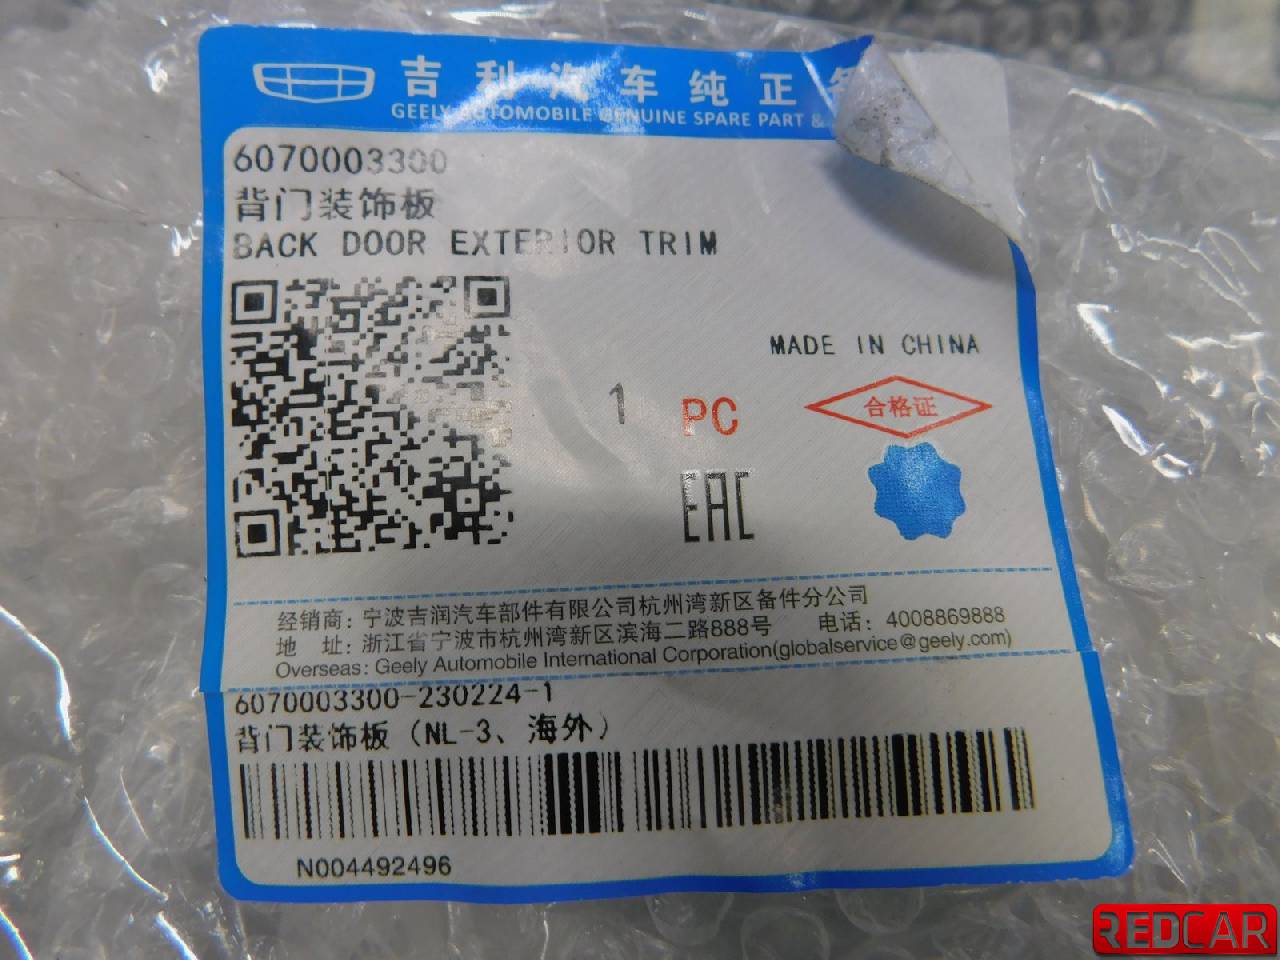 吉利汽车纯正
GEELY AUTOMOBILE GENUINE SPARE PART &
6070003300
背门装饰板
BACK DOOR EXTERIOR TRIM
MADE IN CHINA
1 PC
合格证
EAC
经销商: 宁波吉润汽车部件有限公司杭州湾新区备件分公司
地 址: 浙江省宁波市杭州湾新区滨海二路888号 电话: 4008869888
Overseas: Geely Automobile International Corporation(globalservice@geely.com)
6070003300-230224-1
背门装饰板 (NL-3、海外)
N004492496
REDCAR